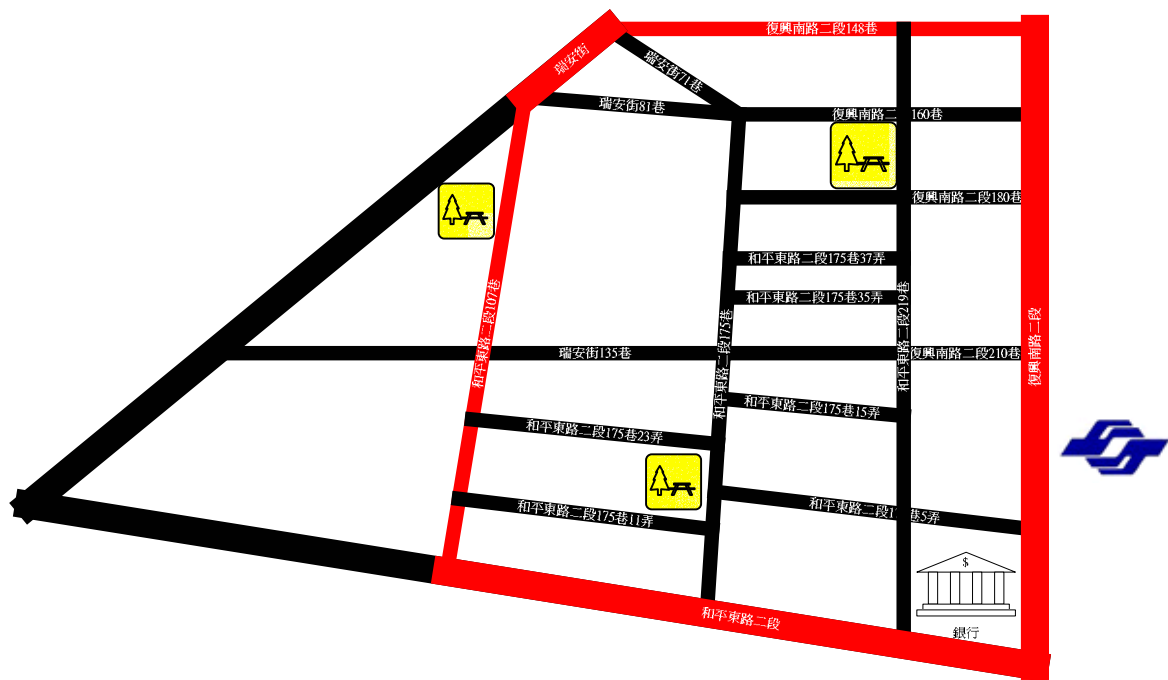 復興南路二段148巷
瑞安街
瑞安街71巷
瑞安街81巷
復興南路二 160巷
復興南路二段180巷
和平東路二段175巷37弄
和平東路二段175巷35弄
和平東路二段219巷
和平東路二段107巷
和平東路二段175巷
復興南路二段
瑞安街135巷
復興南路二段210巷
和平東路二段175巷15弄
和平東路二段175巷23弄
和平東路二段175巷11弄
和平東路二段17 巷5弄
$
和平東路二段
銀行